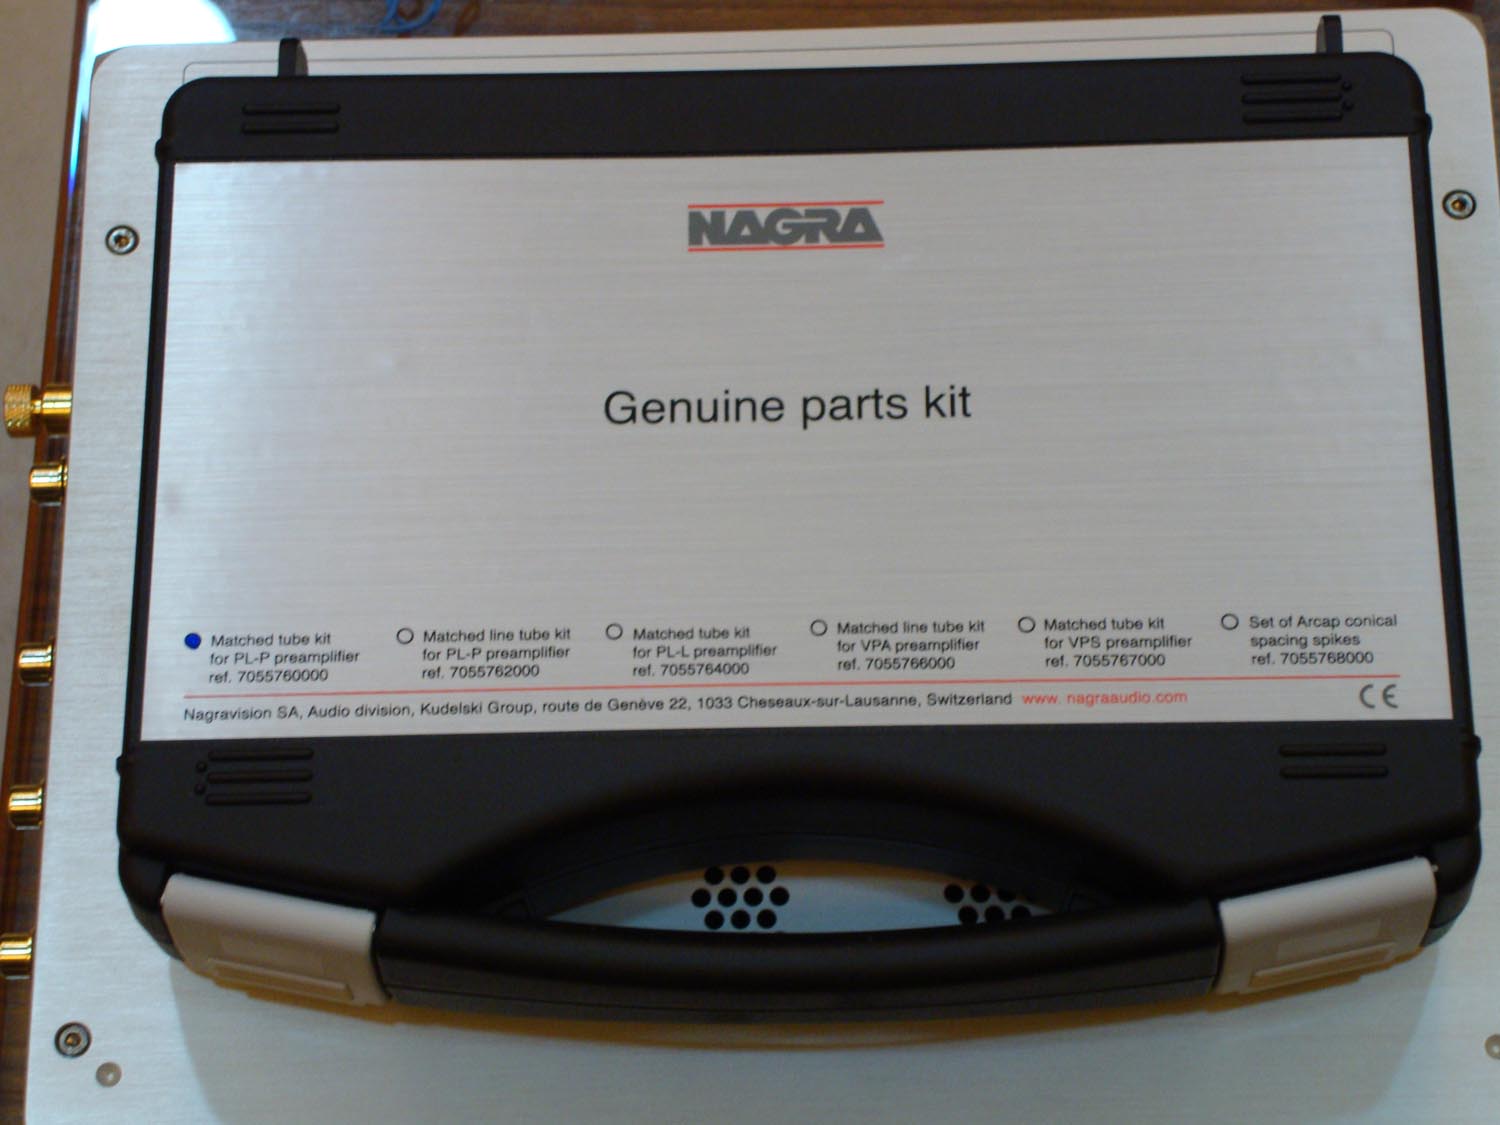 NAGRA
Genuine parts kit
Matched tube kit
for PL-P preamplifier
ref. 7055760000
Matched line tube kit
for PL-P preamplifier
ref. 7055762000
Matched tube kit
for PL-L preamplifier
ref. 7055764000
Matched line tube kit
for VPA preamplifier
ref. 7055766000
Matched tube kit
for VPS preamplifier
ref. 7055767000
Set of Arcap conical
spacing spikes
ref. 7055768000
Nagravision SA, Audio division, Kudelski Group, route de Genève 22, 1033 Cheseaux-sur-Lausanne, Switzerland www. nagraaudio.com
CE